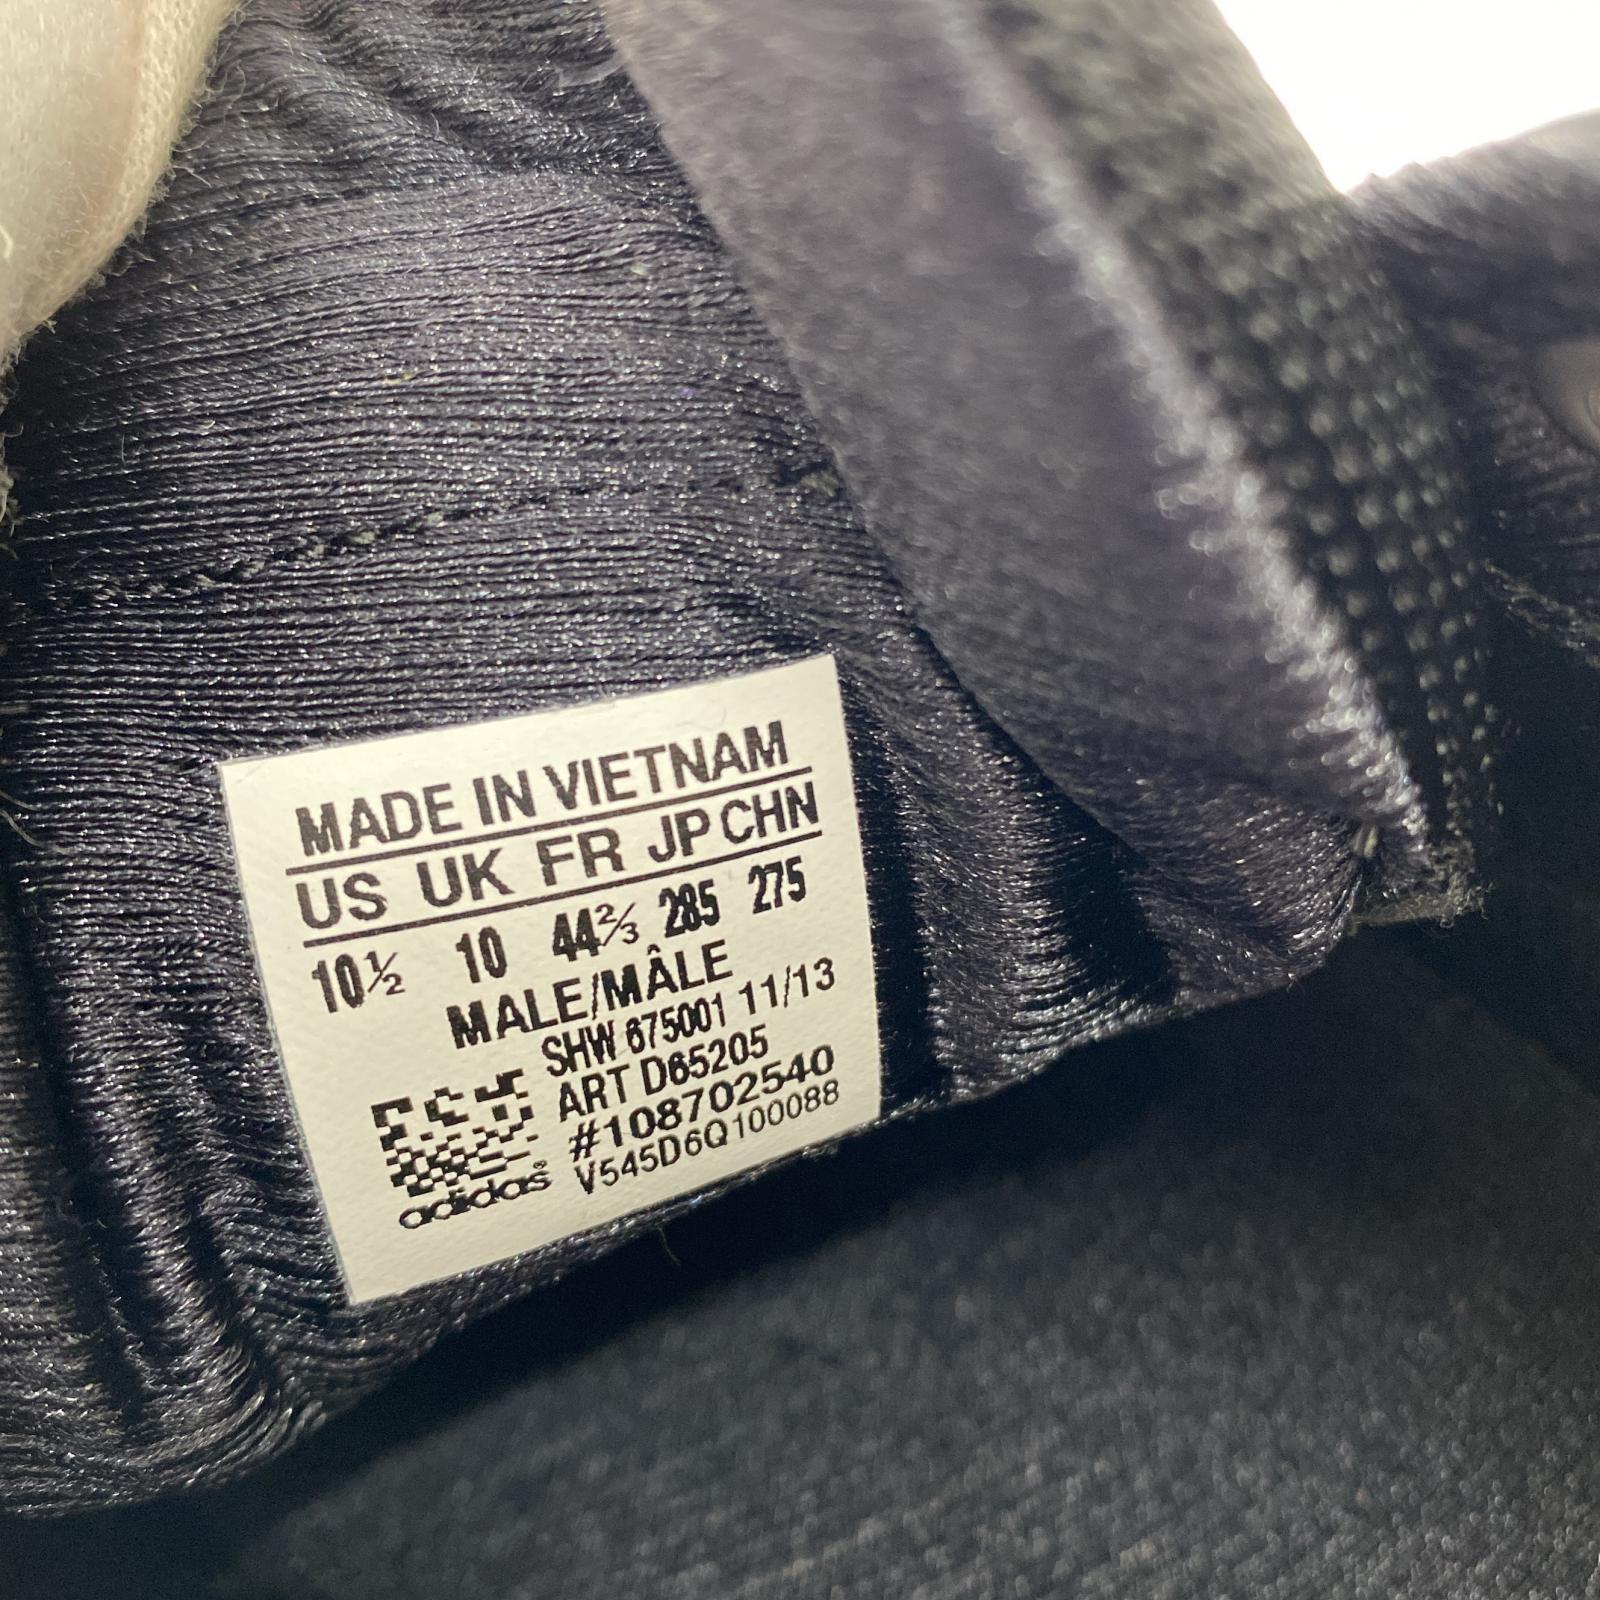 MADE IN VIETNAM
US UK FR JP CHN
10½ 10 44⅔ 285 275
MALE/MÂLE
SHW 675001 11/13
ART D65205
#108702540
V545D6Q100088
adidas®